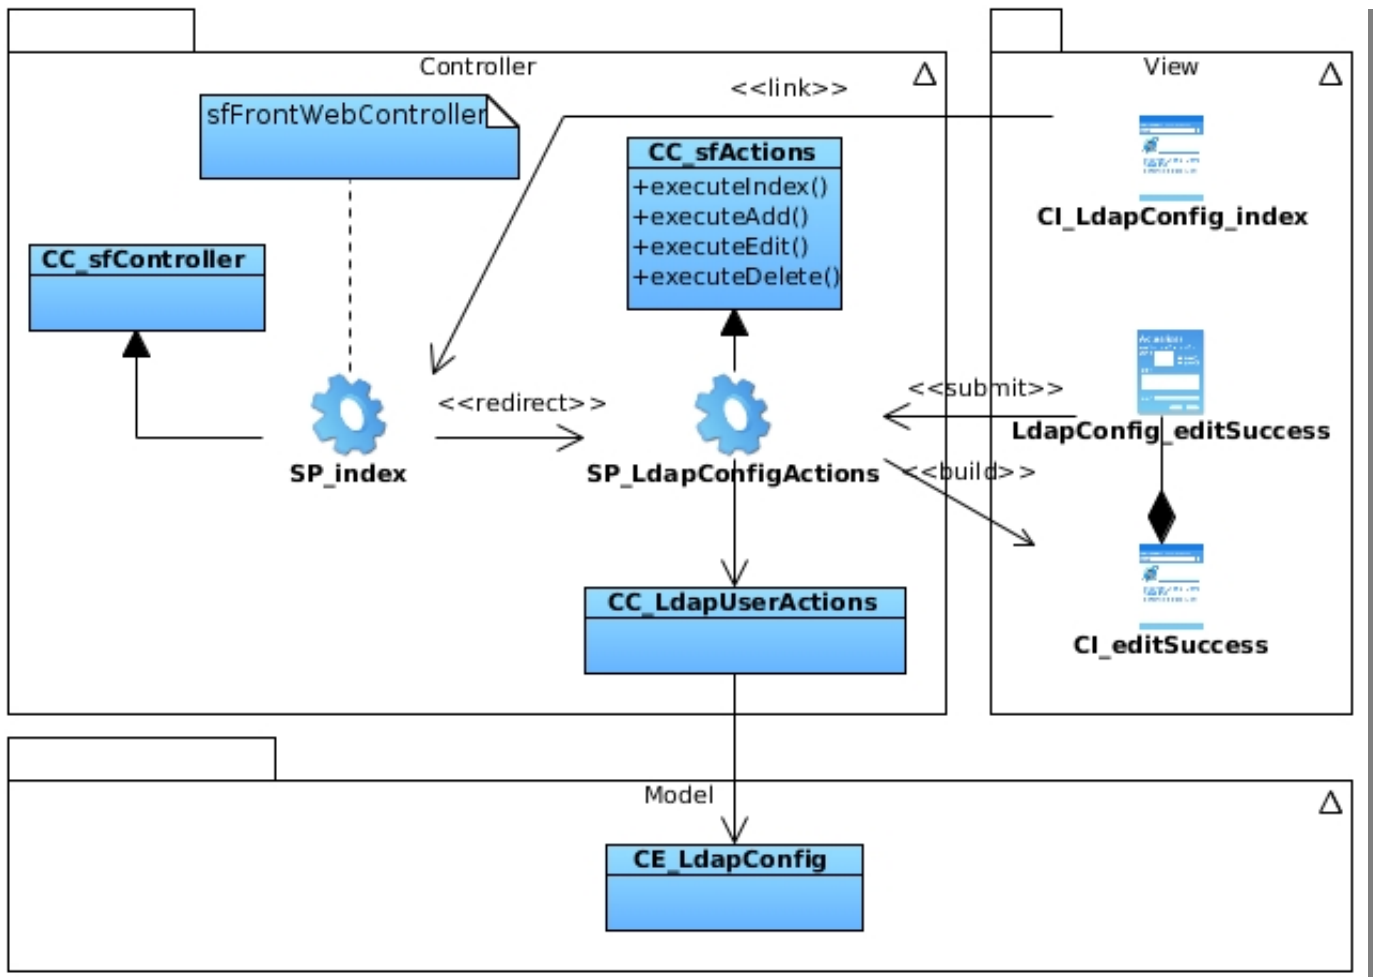 Controller
View
<<link>>
sfFrontWebController
CC_sfActions
+executeIndex()
+executeAdd()
+executeEdit()
+executeDelete()
CI_LdapConfig_index
CC_sfController
<<submit>>
<<redirect>>
LdapConfig_editSuccess
SP_index
SP_LdapConfigActions
<<build>>
CC_LdapUserActions
CI_editSuccess
Model
CE_LdapConfig